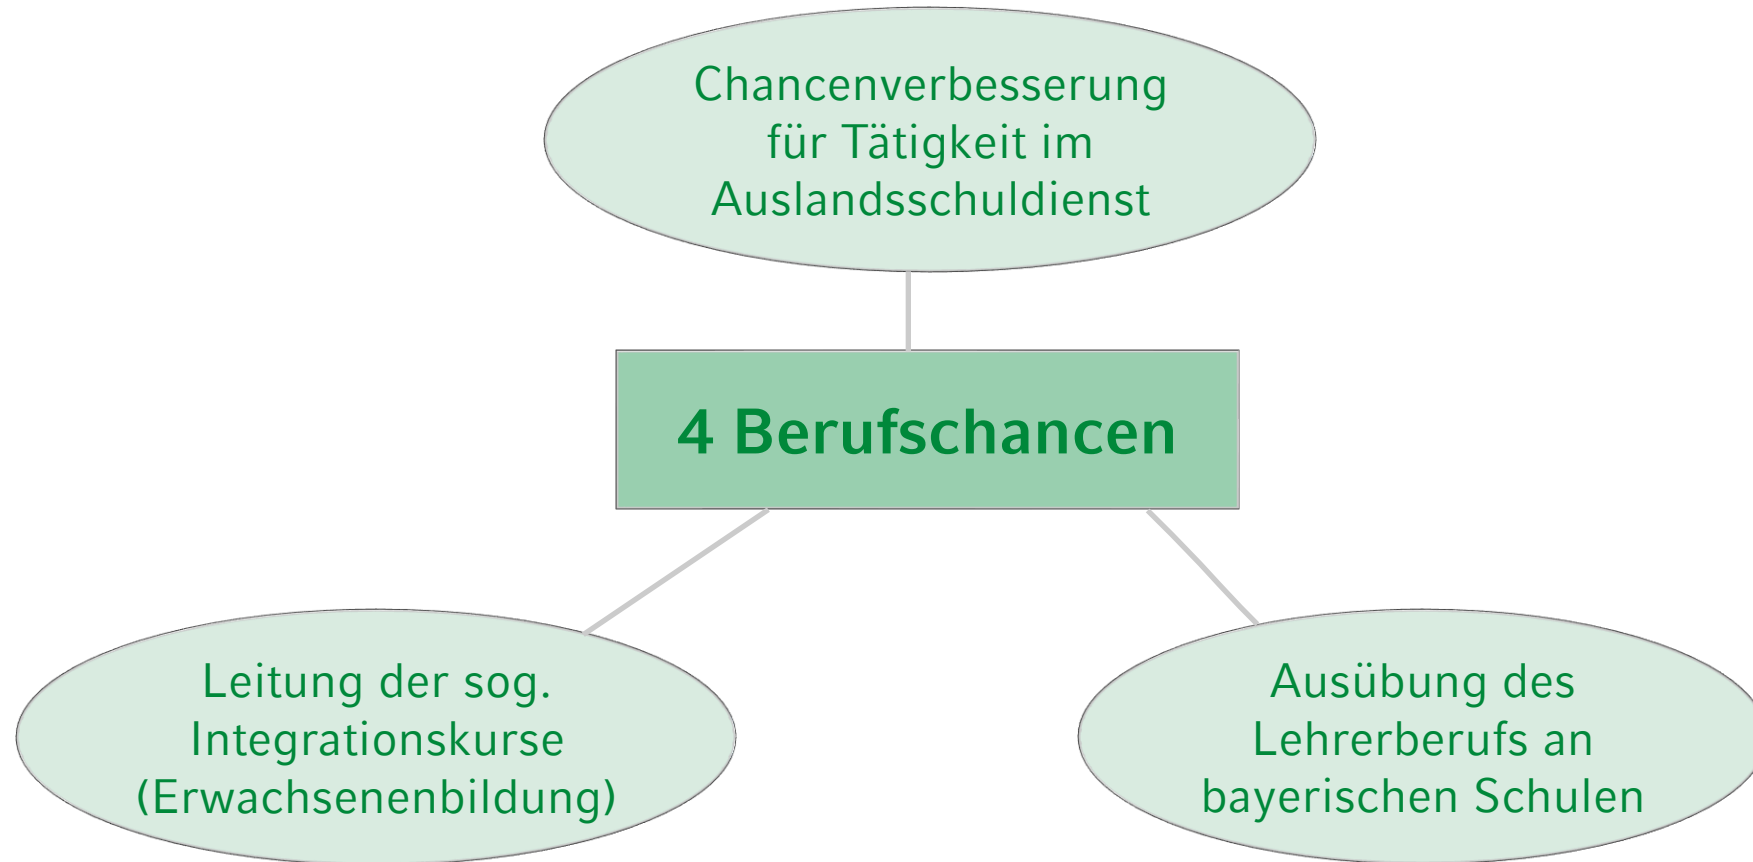 Chancenverbesserung
für Tätigkeit im
Auslandsschuldienst
4 Berufschancen
Leitung der sog.
Integrationskurse
(Erwachsenenbildung)
Ausübung des
Lehrerberufs an
bayerischen Schulen